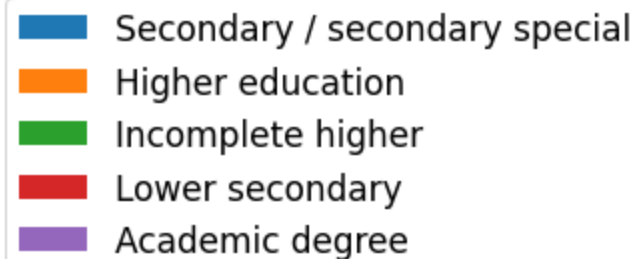 Secondary / secondary special
Higher education
Incomplete higher
Lower secondary
Academic degree